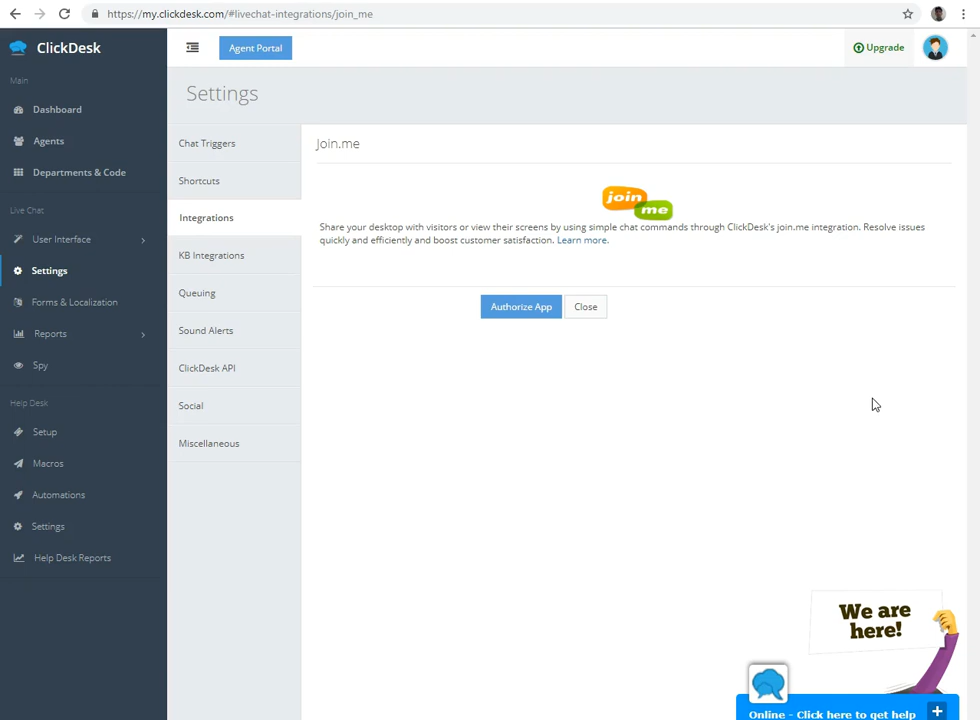 https://my.clickdesk.com/#livechat-integrations/join_me
ClickDesk
Agent Portal
Upgrade
Main
Dashboard
Agents
Departments & Code
Live Chat
User Interface
Settings
Forms & Localization
Reports
Spy
Help Desk
Setup
Macros
Automations
Settings
Help Desk Reports
Settings
Chat Triggers
Shortcuts
Integrations
KB Integrations
Queuing
Sound Alerts
ClickDesk API
Social
Miscellaneous
Join.me
join
me
Share your desktop with visitors or view their screens by using simple chat commands through ClickDesk's join.me integration. Resolve issues
quickly and efficiently and boost customer satisfaction. Learn more.
Authorize App
Close
We are
here!
Online - Click here to get help